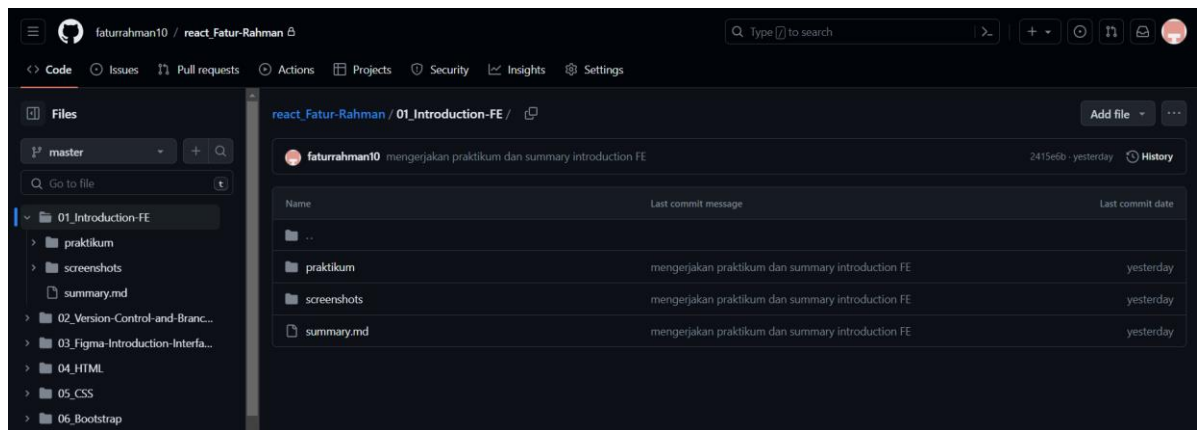 faturrahman10 / react_Fatur-Rahman
Type / to search
Code Issues Pull requests Actions Projects Security Insights Settings
Files
master
Go to file t
01_Introduction-FE
praktikum
screenshots
summary.md
02_Version-Control-and-Branc...
03_Figma-Introduction-Interfa...
04_HTML
05_CSS
06_Bootstrap
react_Fatur-Rahman / 01_Introduction-FE /
Add file
faturrahman10 mengerjakan praktikum dan summary introduction FE 2415e6b · yesterday History
Name Last commit message Last commit date
..
praktikum mengerjakan praktikum dan summary introduction FE yesterday
screenshots mengerjakan praktikum dan summary introduction FE yesterday
summary.md mengerjakan praktikum dan summary introduction FE yesterday